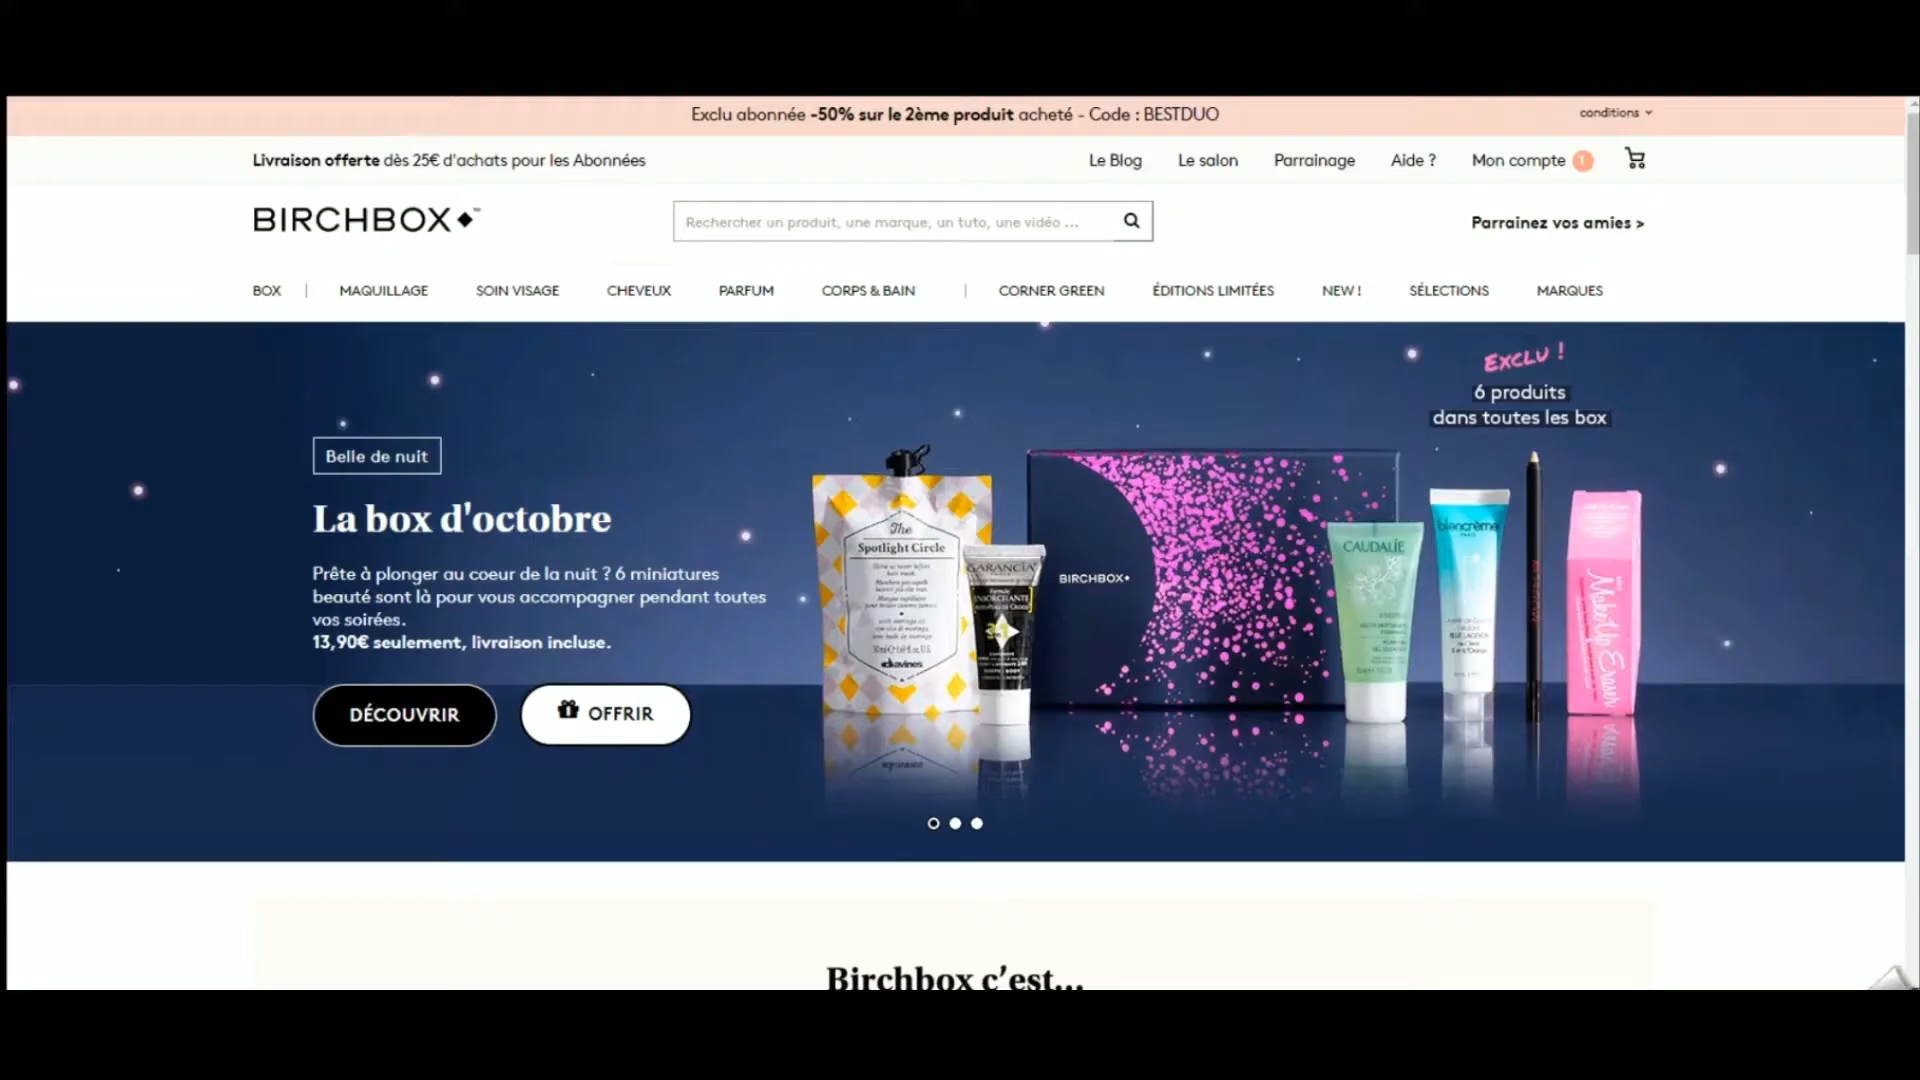 Exclu abonnée -50% sur le 2ème produit acheté - Code : BESTDUO
conditions
Livraison offerte dès 25€ d'achats pour les Abonnées
Le Blog
Le salon
Parrainage
Aide ?
Mon compte 1
BIRCHBOX™
Rechercher un produit, une marque, un tuto, une vidéo ...
Parrainez vos amies >
BOX | MAQUILLAGE SOIN VISAGE CHEVEUX PARFUM CORPS & BAIN | CORNER GREEN ÉDITIONS LIMITÉES NEW ! SÉLECTIONS MARQUES
EXCLU !
6 produits
dans toutes les box
Belle de nuit
La box d'octobre
Prête à plonger au coeur de la nuit ? 6 miniatures
beauté sont là pour vous accompagner pendant toutes
vos soirées.
13,90€ seulement, livraison incluse.
DÉCOUVRIR
OFFRIR
The
Spotlight Circle
davines
GARANCIA
BIRCHBOX
CAUDALÍE
blancrème
PARIS
MakeUp Eraser
Birchbox c'est...